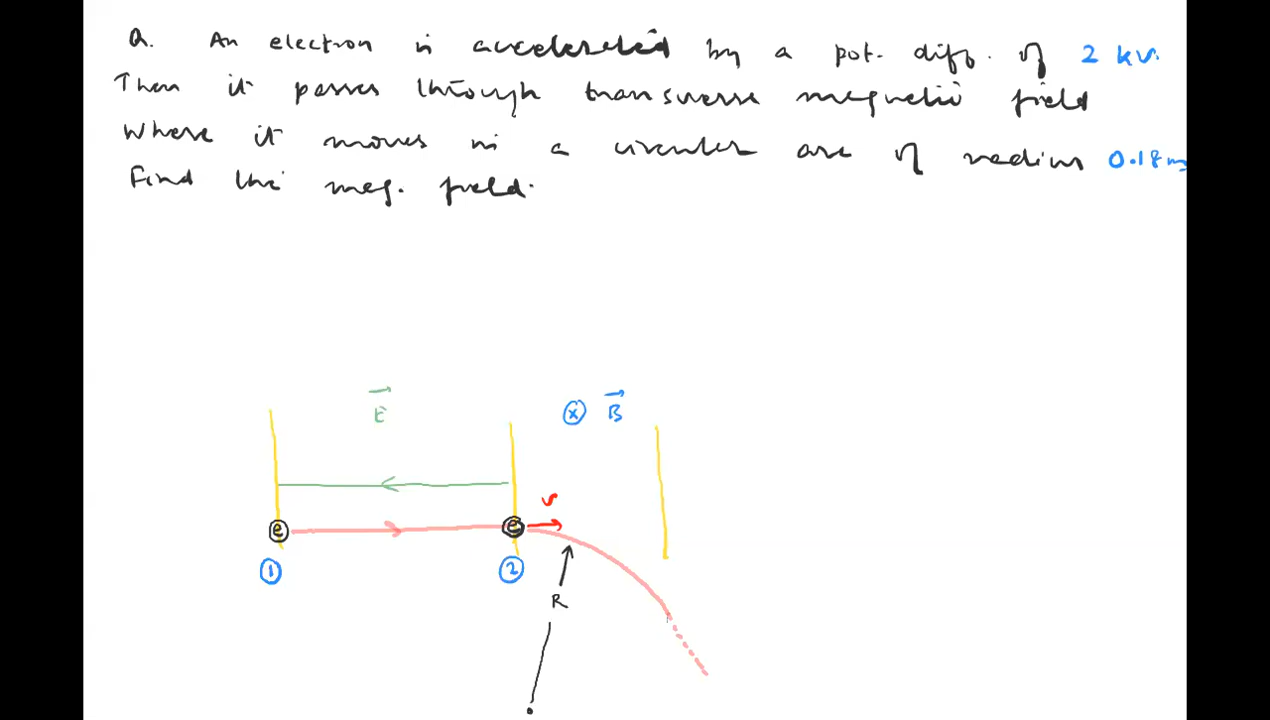 Q. An electron is accelerated by a pot. diff. of 2 kV.
Then it passes through transverse magnetic field
Where it moves in a circular arc of radius 0.18m
Find the mag. field.
E
⊗ B
v
e
e
① ②
R